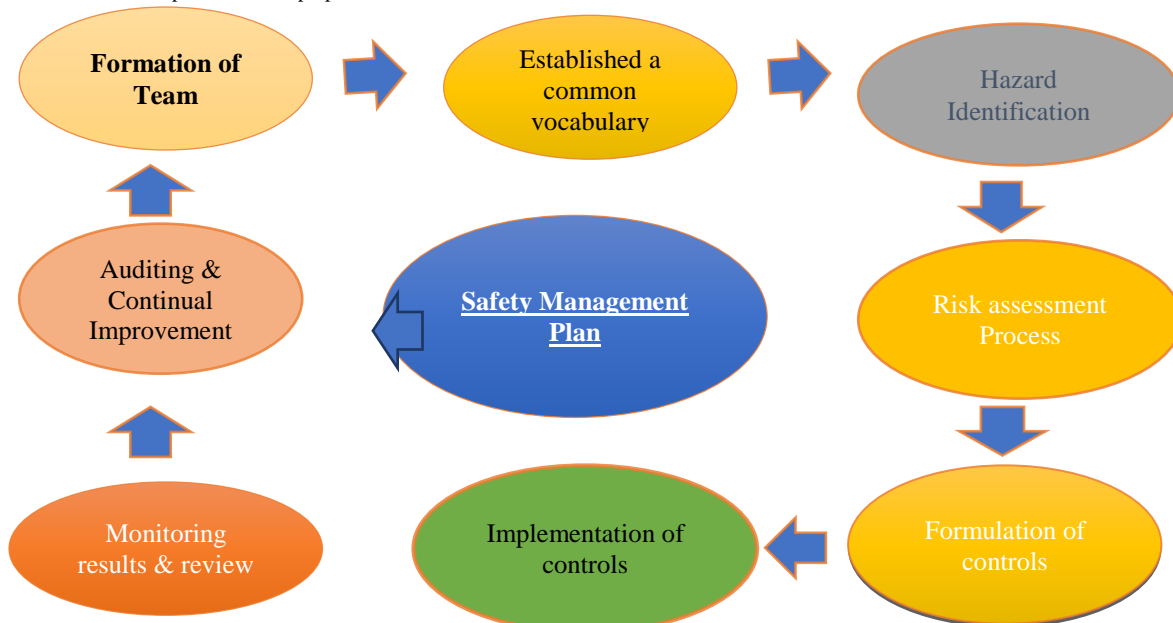 Formation of
Team
Established a
common
vocabulary
Hazard
Identification
Auditing &
Continual
Improvement
Safety Management
Plan
Risk assessment
Process
Monitoring
results & review
Implementation of
controls
Formulation of
controls